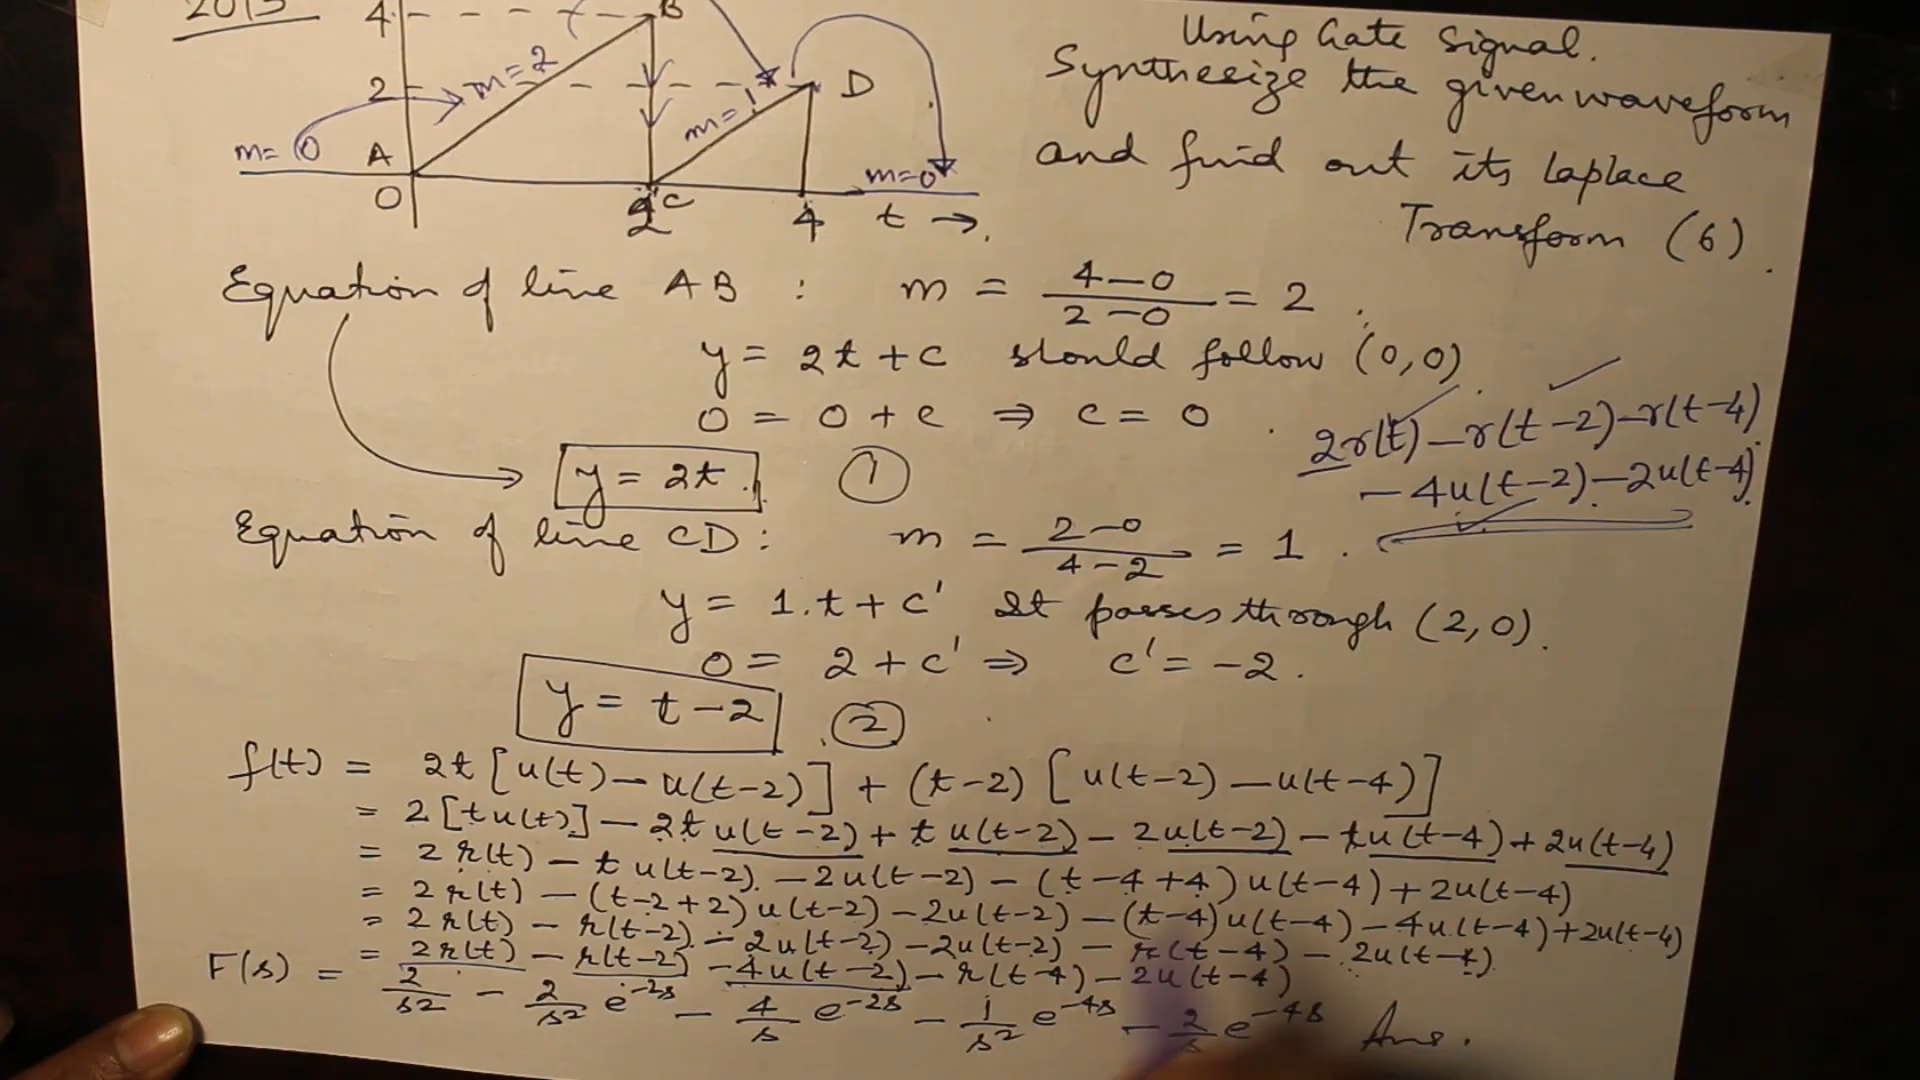 2013
4 B
2 m=2 m=1 D
m=0 A m=0
0 2 C 4 t →
Using Gate Signal.
Synthesize the given waveform
and find out its Laplace
Transform (6).
Equation of line AB : m = (4-0)/(2-0) = 2.
y = 2t + c should follow (0,0).
0 = 0 + c ⇒ c = 0.
y = 2t. ①
2r(t) - r(t-2) - r(t-4)
- 4u(t-2) - 2u(t-4).
Equation of line CD : m = (2-0)/(4-2) = 1.
y = 1.t + c' It passes through (2,0).
0 = 2 + c' ⇒ c' = -2.
y = t-2 ②
f(t) = 2t [u(t) - u(t-2)] + (t-2) [u(t-2) - u(t-4)]
= 2 [t u(t)] - 2t u(t-2) + t u(t-2) - 2u(t-2) - t u(t-4) + 2u(t-4)
= 2 r(t) - t u(t-2) - 2u(t-2) - (t-4+4) u(t-4) + 2u(t-4)
= 2 r(t) - (t-2+2) u(t-2) - 2u(t-2) - (t-4) u(t-4) - 4u(t-4) + 2u(t-4)
= 2 r(t) - r(t-2) - 2u(t-2) - 2u(t-2) - r(t-4) - 2u(t-4)
= 2r(t) - r(t-2) - 4u(t-2) - r(t-4) - 2u(t-4)
F(s) = 2/s² - 2/s² e^-2s - 4/s e^-2s - 1/s² e^-4s - 2/s e^-4s Ans.